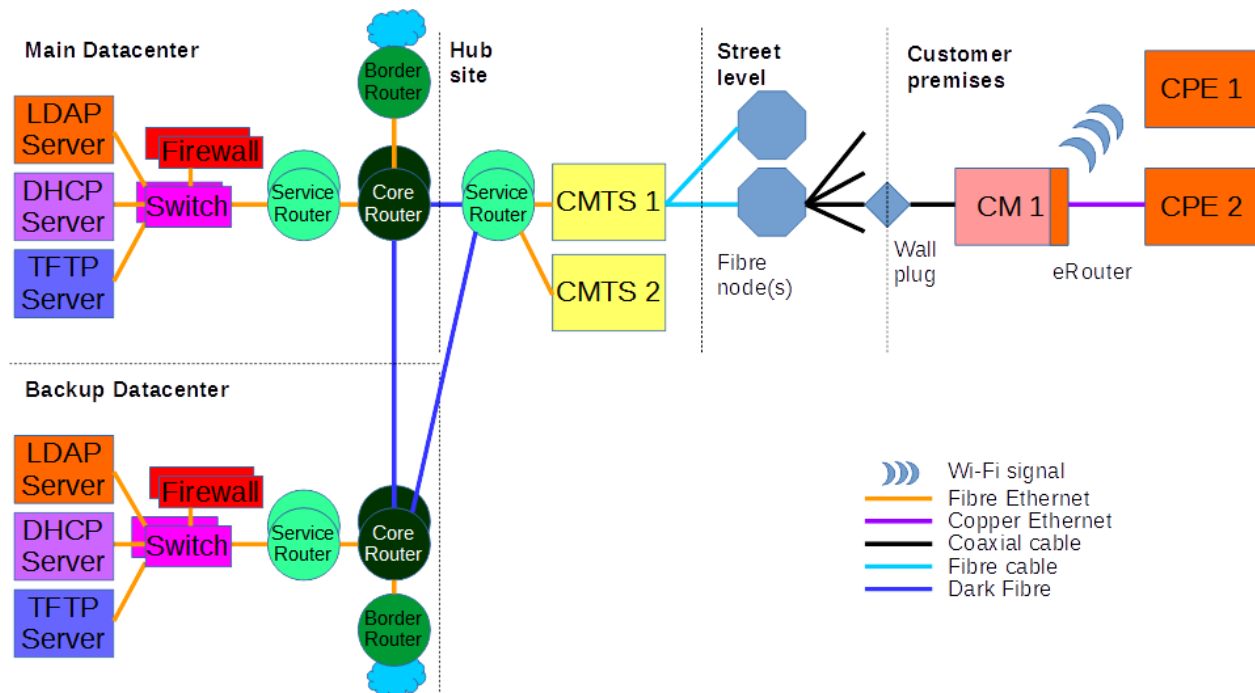 Main Datacenter
LDAP
Server
DHCP
Server
TFTP
Server
Firewall
Switch
Service
Router
Border
Router
Core
Router
Hub
site
Service
Router
CMTS 1
CMTS 2
Street
level
Fibre
node(s)
Customer
premises
Wall
plug
CM 1
eRouter
CPE 1
CPE 2
Backup Datacenter
LDAP
Server
DHCP
Server
TFTP
Server
Firewall
Switch
Service
Router
Core
Router
Border
Router
Wi-Fi signal
Fibre Ethernet
Copper Ethernet
Coaxial cable
Fibre cable
Dark Fibre